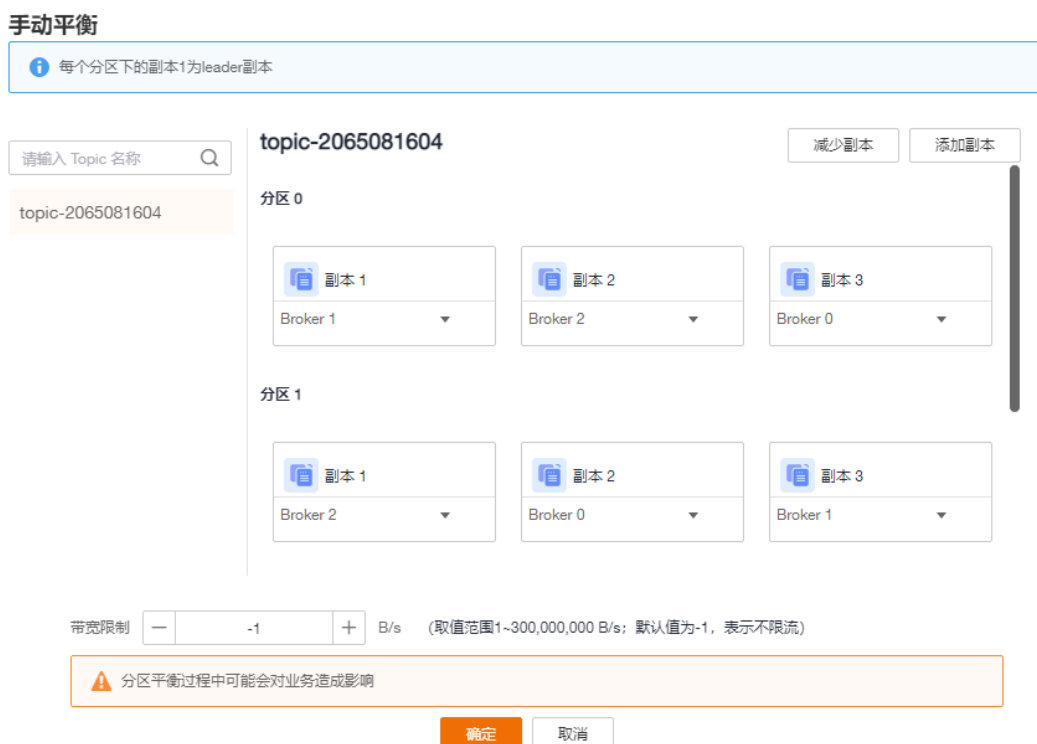 手动平衡
每个分区下的副本1为leader副本
请输入 Topic 名称
topic-2065081604
topic-2065081604
减少副本
添加副本
分区 0
副本 1
副本 2
副本 3
Broker 1
Broker 2
Broker 0
分区 1
副本 1
副本 2
副本 3
Broker 2
Broker 0
Broker 1
带宽限制 -1 B/s (取值范围1~300,000,000 B/s；默认值为-1，表示不限流)
分区平衡过程中可能会对业务造成影响
确定
取消